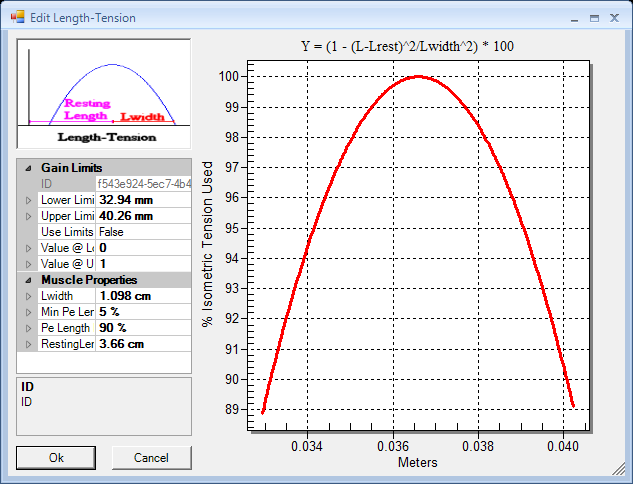 Edit Length-Tension
Resting
Length
Lwidth
Length-Tension
Gain Limits
ID f543e924-5ec7-4b4
Lower Limi 32.94 mm
Upper Limi 40.26 mm
Use Limits False
Value @ Lo 0
Value @ U 1
Muscle Properties
Lwidth 1.098 cm
Min Pe Len 5 %
Pe Length 90 %
RestingLen 3.66 cm
ID
ID
Ok Cancel
Y = (1 - (L-Lrest)^2/Lwidth^2) * 100
% Isometric Tension Used
100
99
98
97
96
95
94
93
92
91
90
89
0.034 0.036 0.038 0.040
Meters